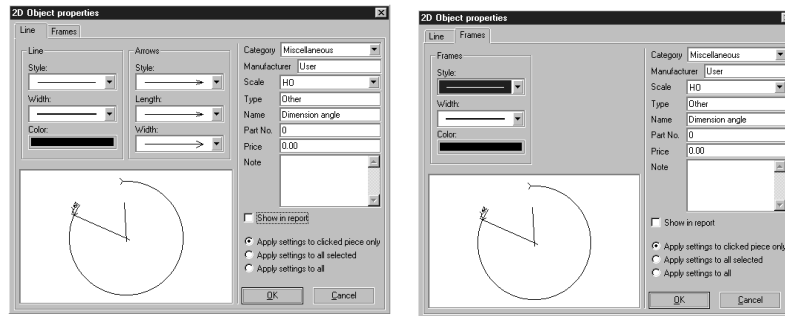 2D Object properties
Line Frames
Line
Style:
Width:
Color:
Arrows
Style:
Length:
Width:
Category Miscellaneous
Manufacturer User
Scale HO
Type Other
Name Dimension angle
Part No. 0
Price 0.00
Note
Show in report
Apply settings to clicked piece only
Apply settings to all selected
Apply settings to all
OK Cancel
2D Object properties
Line Frames
Frames
Style:
Width:
Color:
Category Miscellaneous
Manufacturer User
Scale HO
Type Other
Name Dimension angle
Part No. 0
Price 0.00
Note
Show in report
Apply settings to clicked piece only
Apply settings to all selected
Apply settings to all
OK Cancel